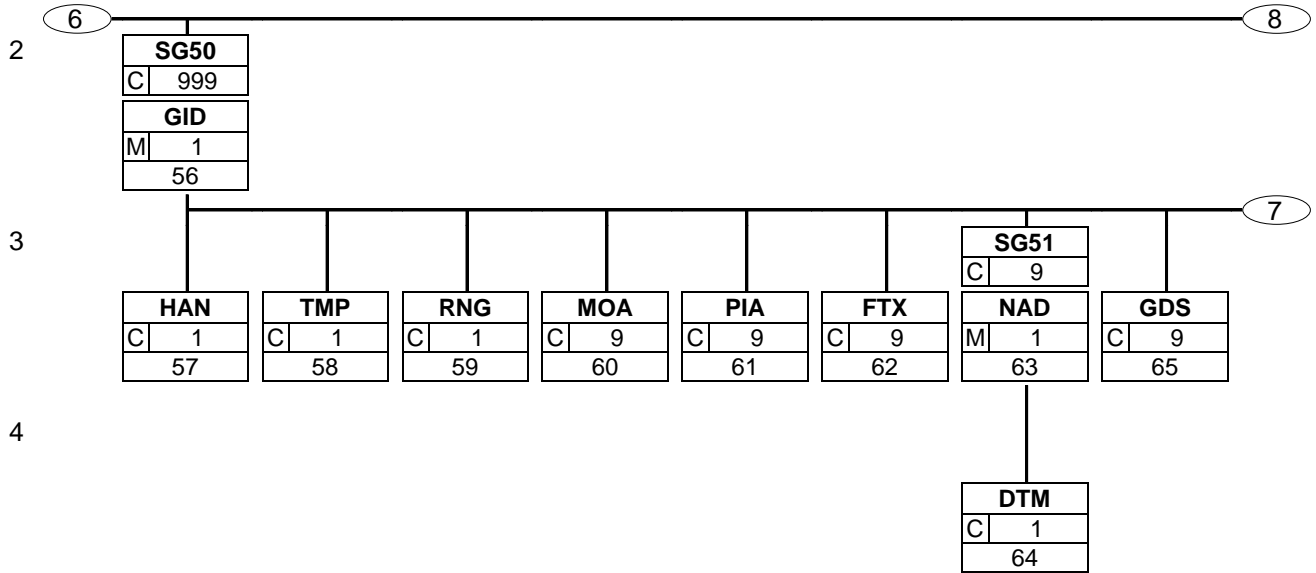 6 8
2 SG50
C 999
GID
M 1
56
7
3 SG51
C 9
HAN TMP RNG MOA PIA FTX NAD GDS
C 1 C 1 C 1 C 9 C 9 C 9 M 1 C 9
57 58 59 60 61 62 63 65
4
DTM
C 1
64